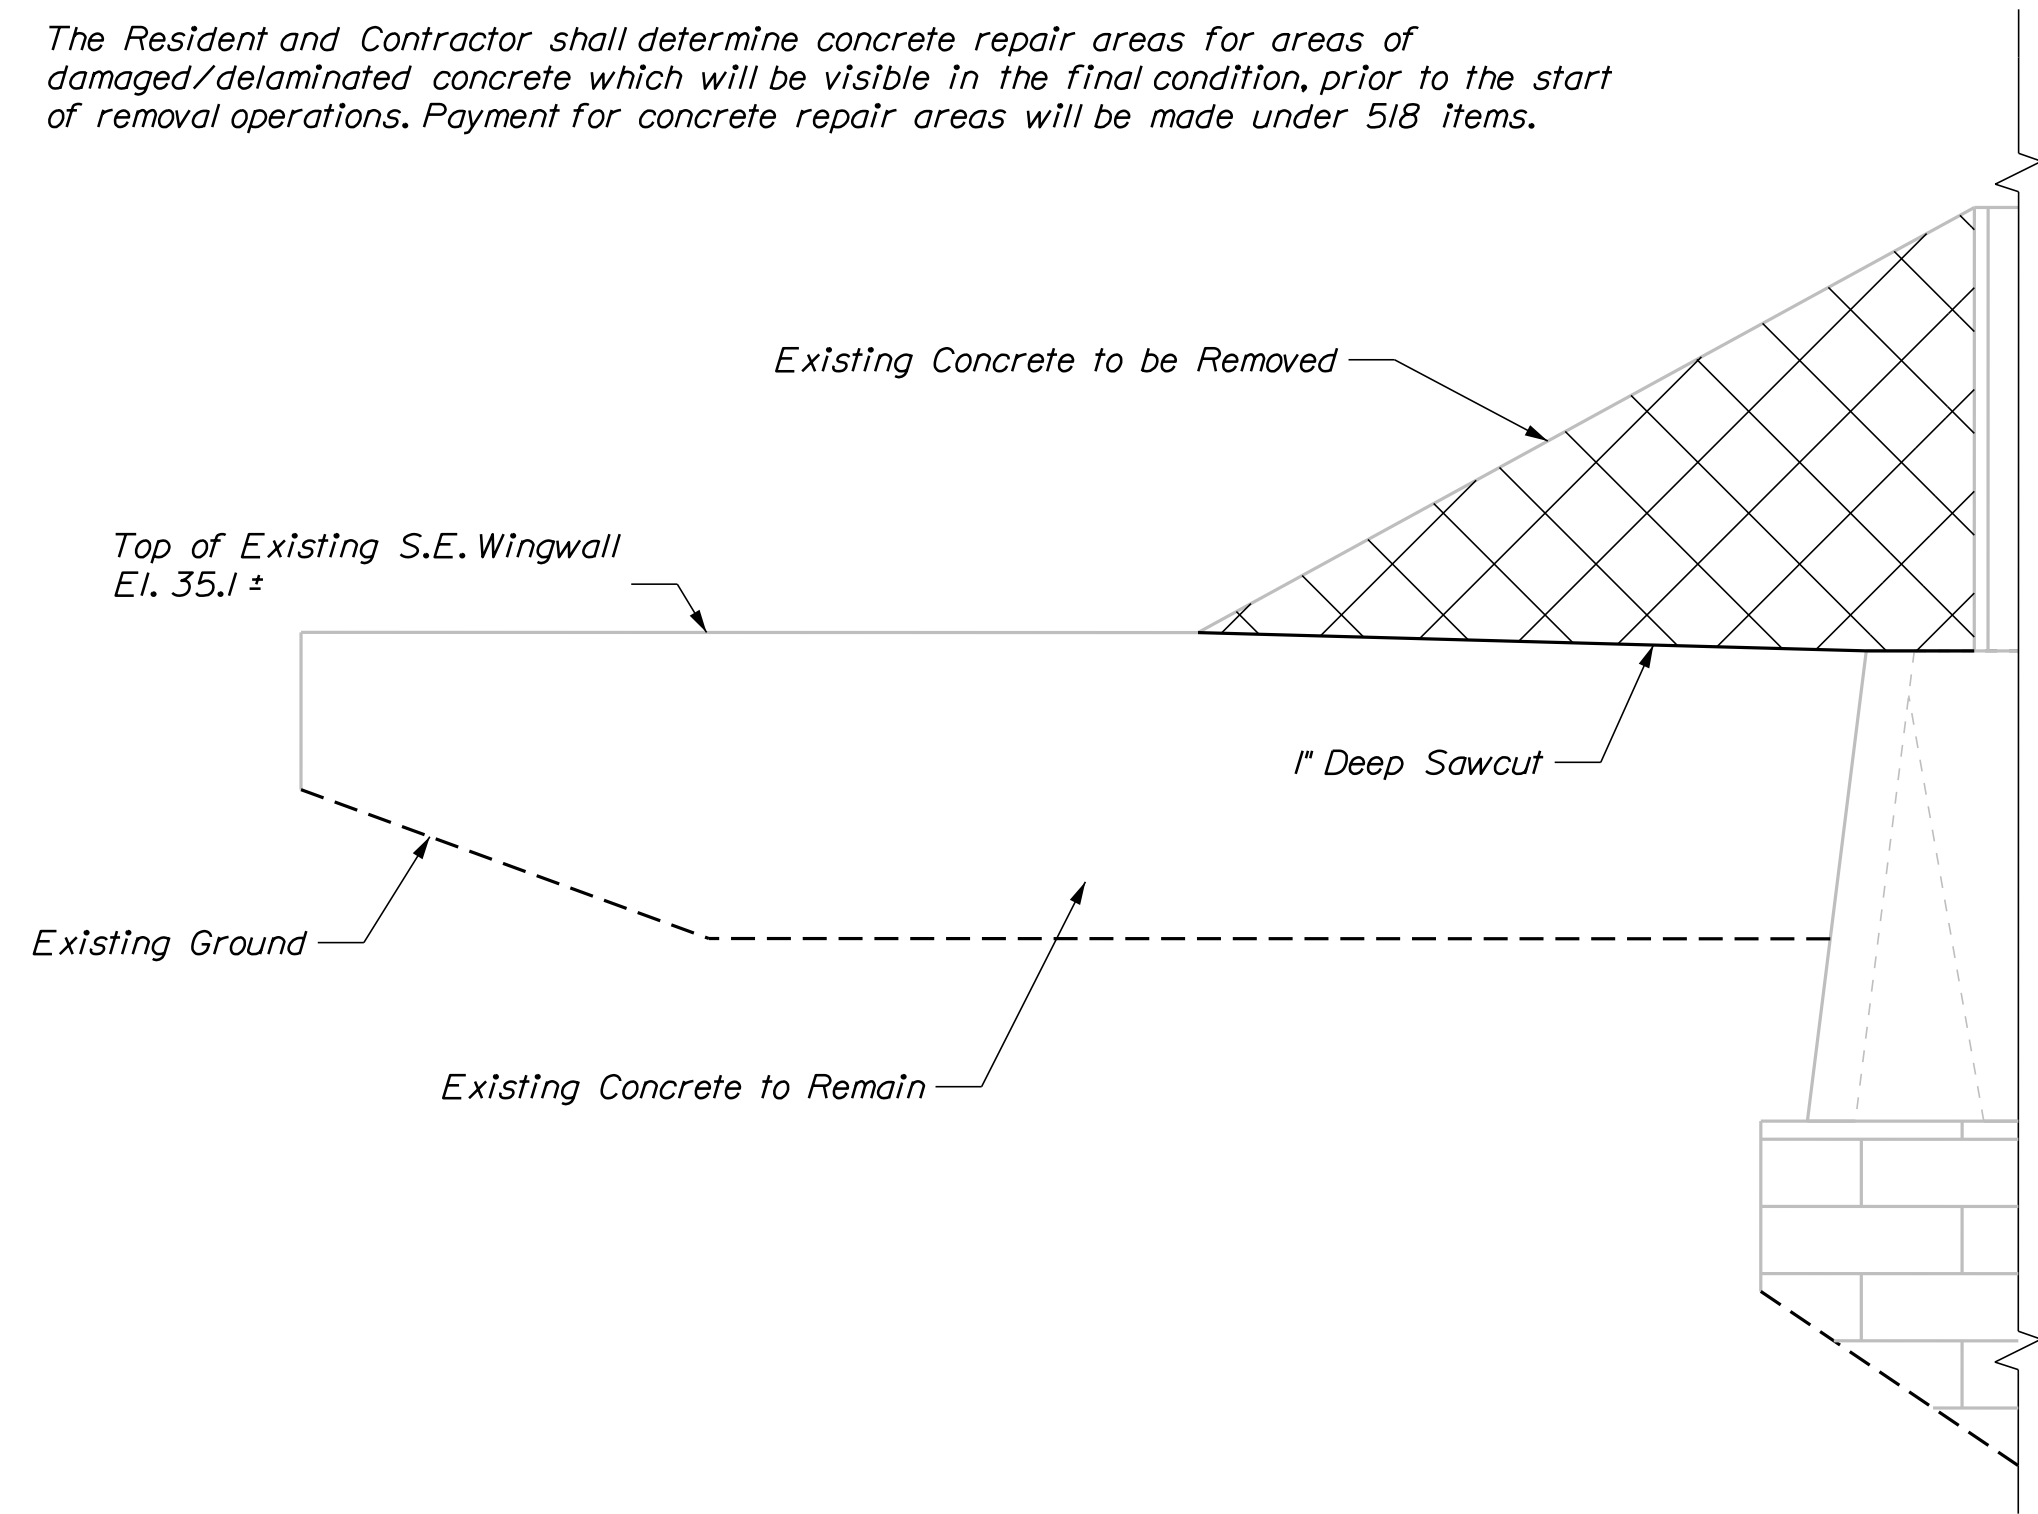 The Resident and Contractor shall determine concrete repair areas for areas of
damaged/delaminated concrete which will be visible in the final condition, prior to the start
of removal operations. Payment for concrete repair areas will be made under 518 items.
Existing Concrete to be Removed
Top of Existing S.E. Wingwall
El. 35.1 ±
1" Deep Sawcut
Existing Ground
Existing Concrete to Remain